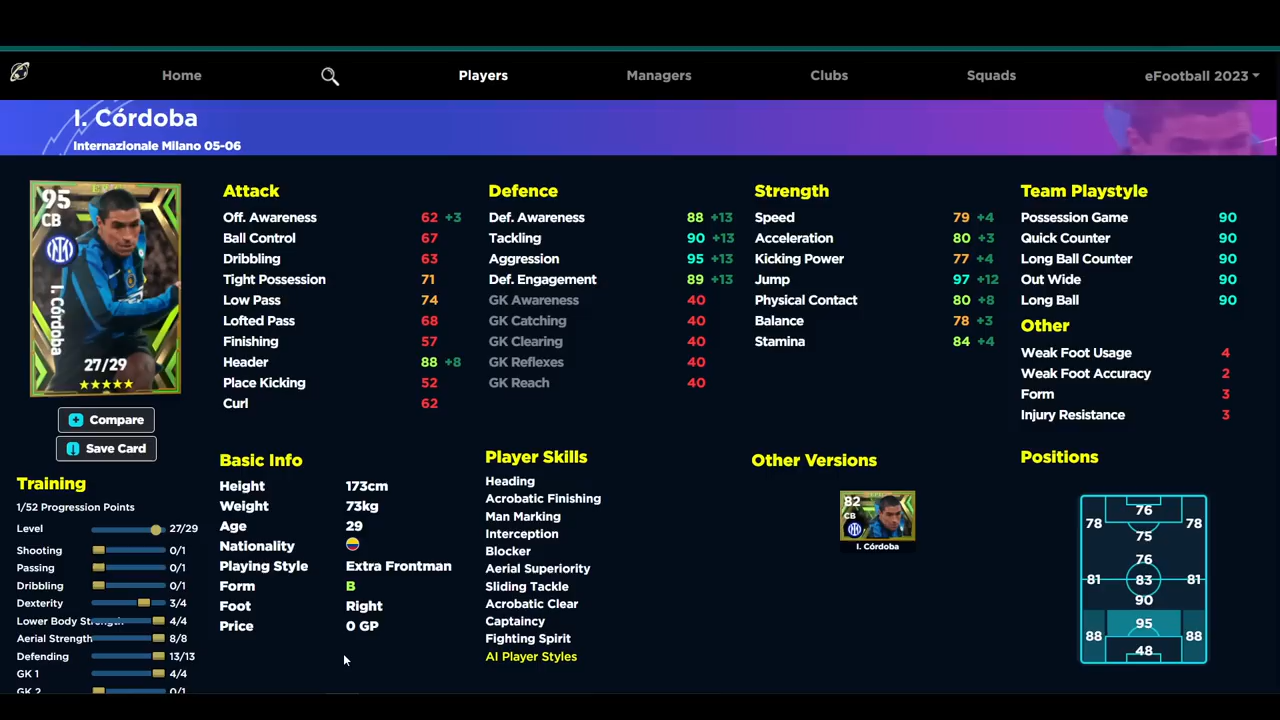 Home
Players
Managers
Clubs
Squads
eFootball 2023
I. Córdoba
Internazionale Milano 05-06
95
CB
EPIC
I. Córdoba
27/29
Compare
Save Card
Training
1/52 Progression Points
Level 27/29
Shooting 0/1
Passing 0/1
Dribbling 0/1
Dexterity 3/4
Lower Body Strength 4/4
Aerial Strength 8/8
Defending 13/13
GK 1 4/4
GK 2 0/1
Attack
Off. Awareness 62 +3
Ball Control 67
Dribbling 63
Tight Possession 71
Low Pass 74
Lofted Pass 68
Finishing 57
Header 88 +8
Place Kicking 52
Curl 62
Defence
Def. Awareness 88 +13
Tackling 90 +13
Aggression 95 +13
Def. Engagement 89 +13
GK Awareness 40
GK Catching 40
GK Clearing 40
GK Reflexes 40
GK Reach 40
Strength
Speed 79 +4
Acceleration 80 +3
Kicking Power 77 +4
Jump 97 +12
Physical Contact 80 +8
Balance 78 +3
Stamina 84 +4
Team Playstyle
Possession Game 90
Quick Counter 90
Long Ball Counter 90
Out Wide 90
Long Ball 90
Other
Weak Foot Usage 4
Weak Foot Accuracy 2
Form 3
Injury Resistance 3
Basic Info
Height 173cm
Weight 73kg
Age 29
Nationality
Playing Style Extra Frontman
Form B
Foot Right
Price 0 GP
Player Skills
Heading
Acrobatic Finishing
Man Marking
Interception
Blocker
Aerial Superiority
Sliding Tackle
Acrobatic Clear
Captaincy
Fighting Spirit
AI Player Styles
Other Versions
82
CB
I. Córdoba
Positions
76
78 78
75
76
81 83 81
90
95
88 88
48